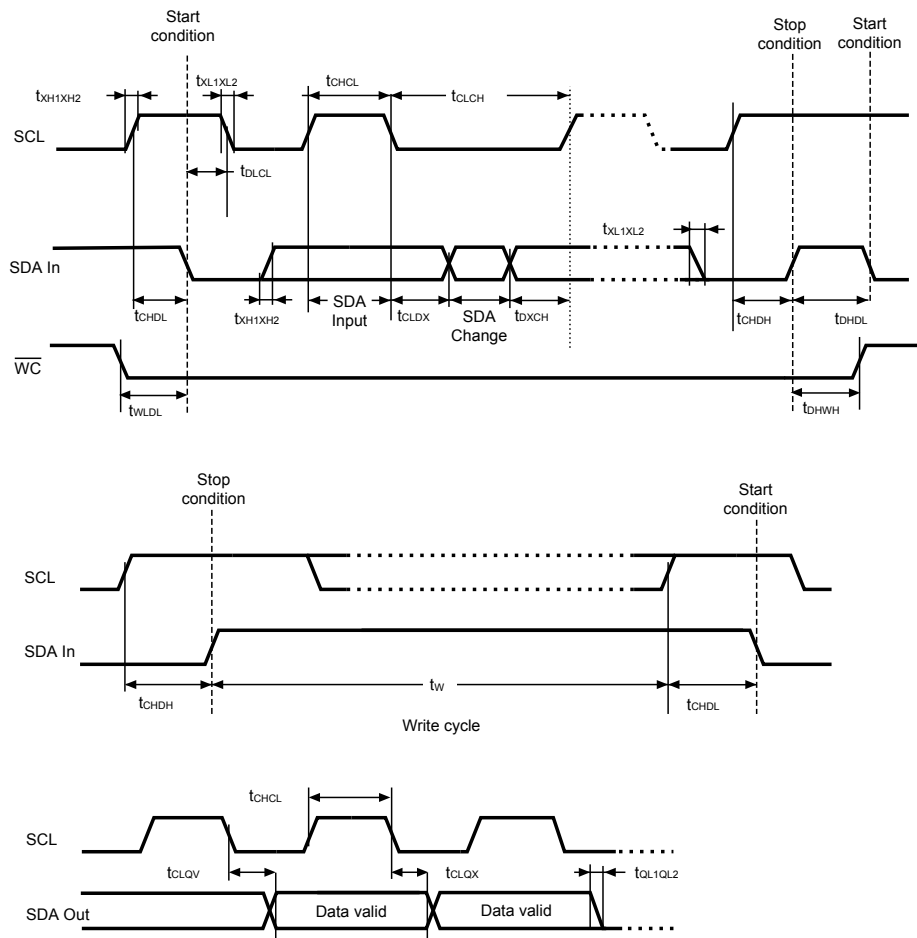 Start
condition
Stop
condition
Start
condition
tXL1XL2
tCHCL
tCLCH
tXH1XH2
SCL
tDLCL
tXL1XL2
SDA In
tCHDL
tXH1XH2
SDA
Input
tCLDX
SDA
Change
tDXCH
tCHDH
tDHDL
WC
tWLDL
tDHWH
Stop
condition
Start
condition
SCL
SDA In
tCHDH
tW
tCHDL
Write cycle
tCHCL
SCL
tCLQV
tCLQX
tQL1QL2
SDA Out
Data valid
Data valid